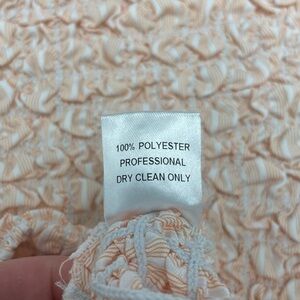 100% POLYESTER
PROFESSIONAL
DRY CLEAN ONLY